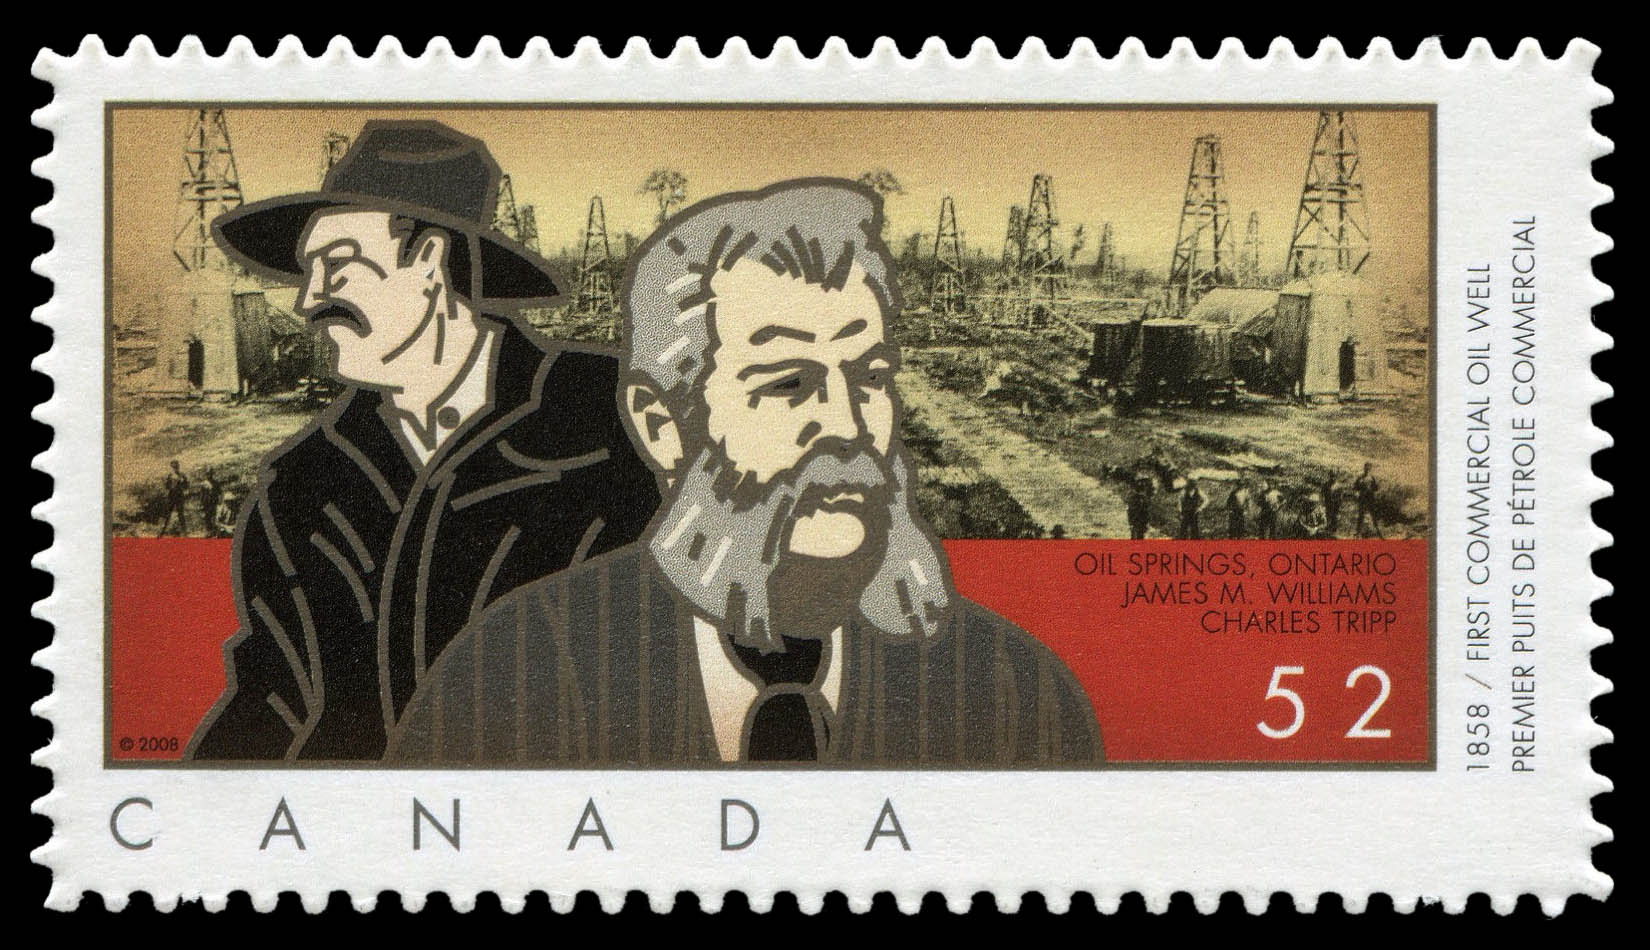 OIL SPRINGS, ONTARIO
JAMES M. WILLIAMS
CHARLES TRIPP
52
© 2008
CANADA
1858 / FIRST COMMERCIAL OIL WELL
PREMIER PUITS DE PÉTROLE COMMERCIAL